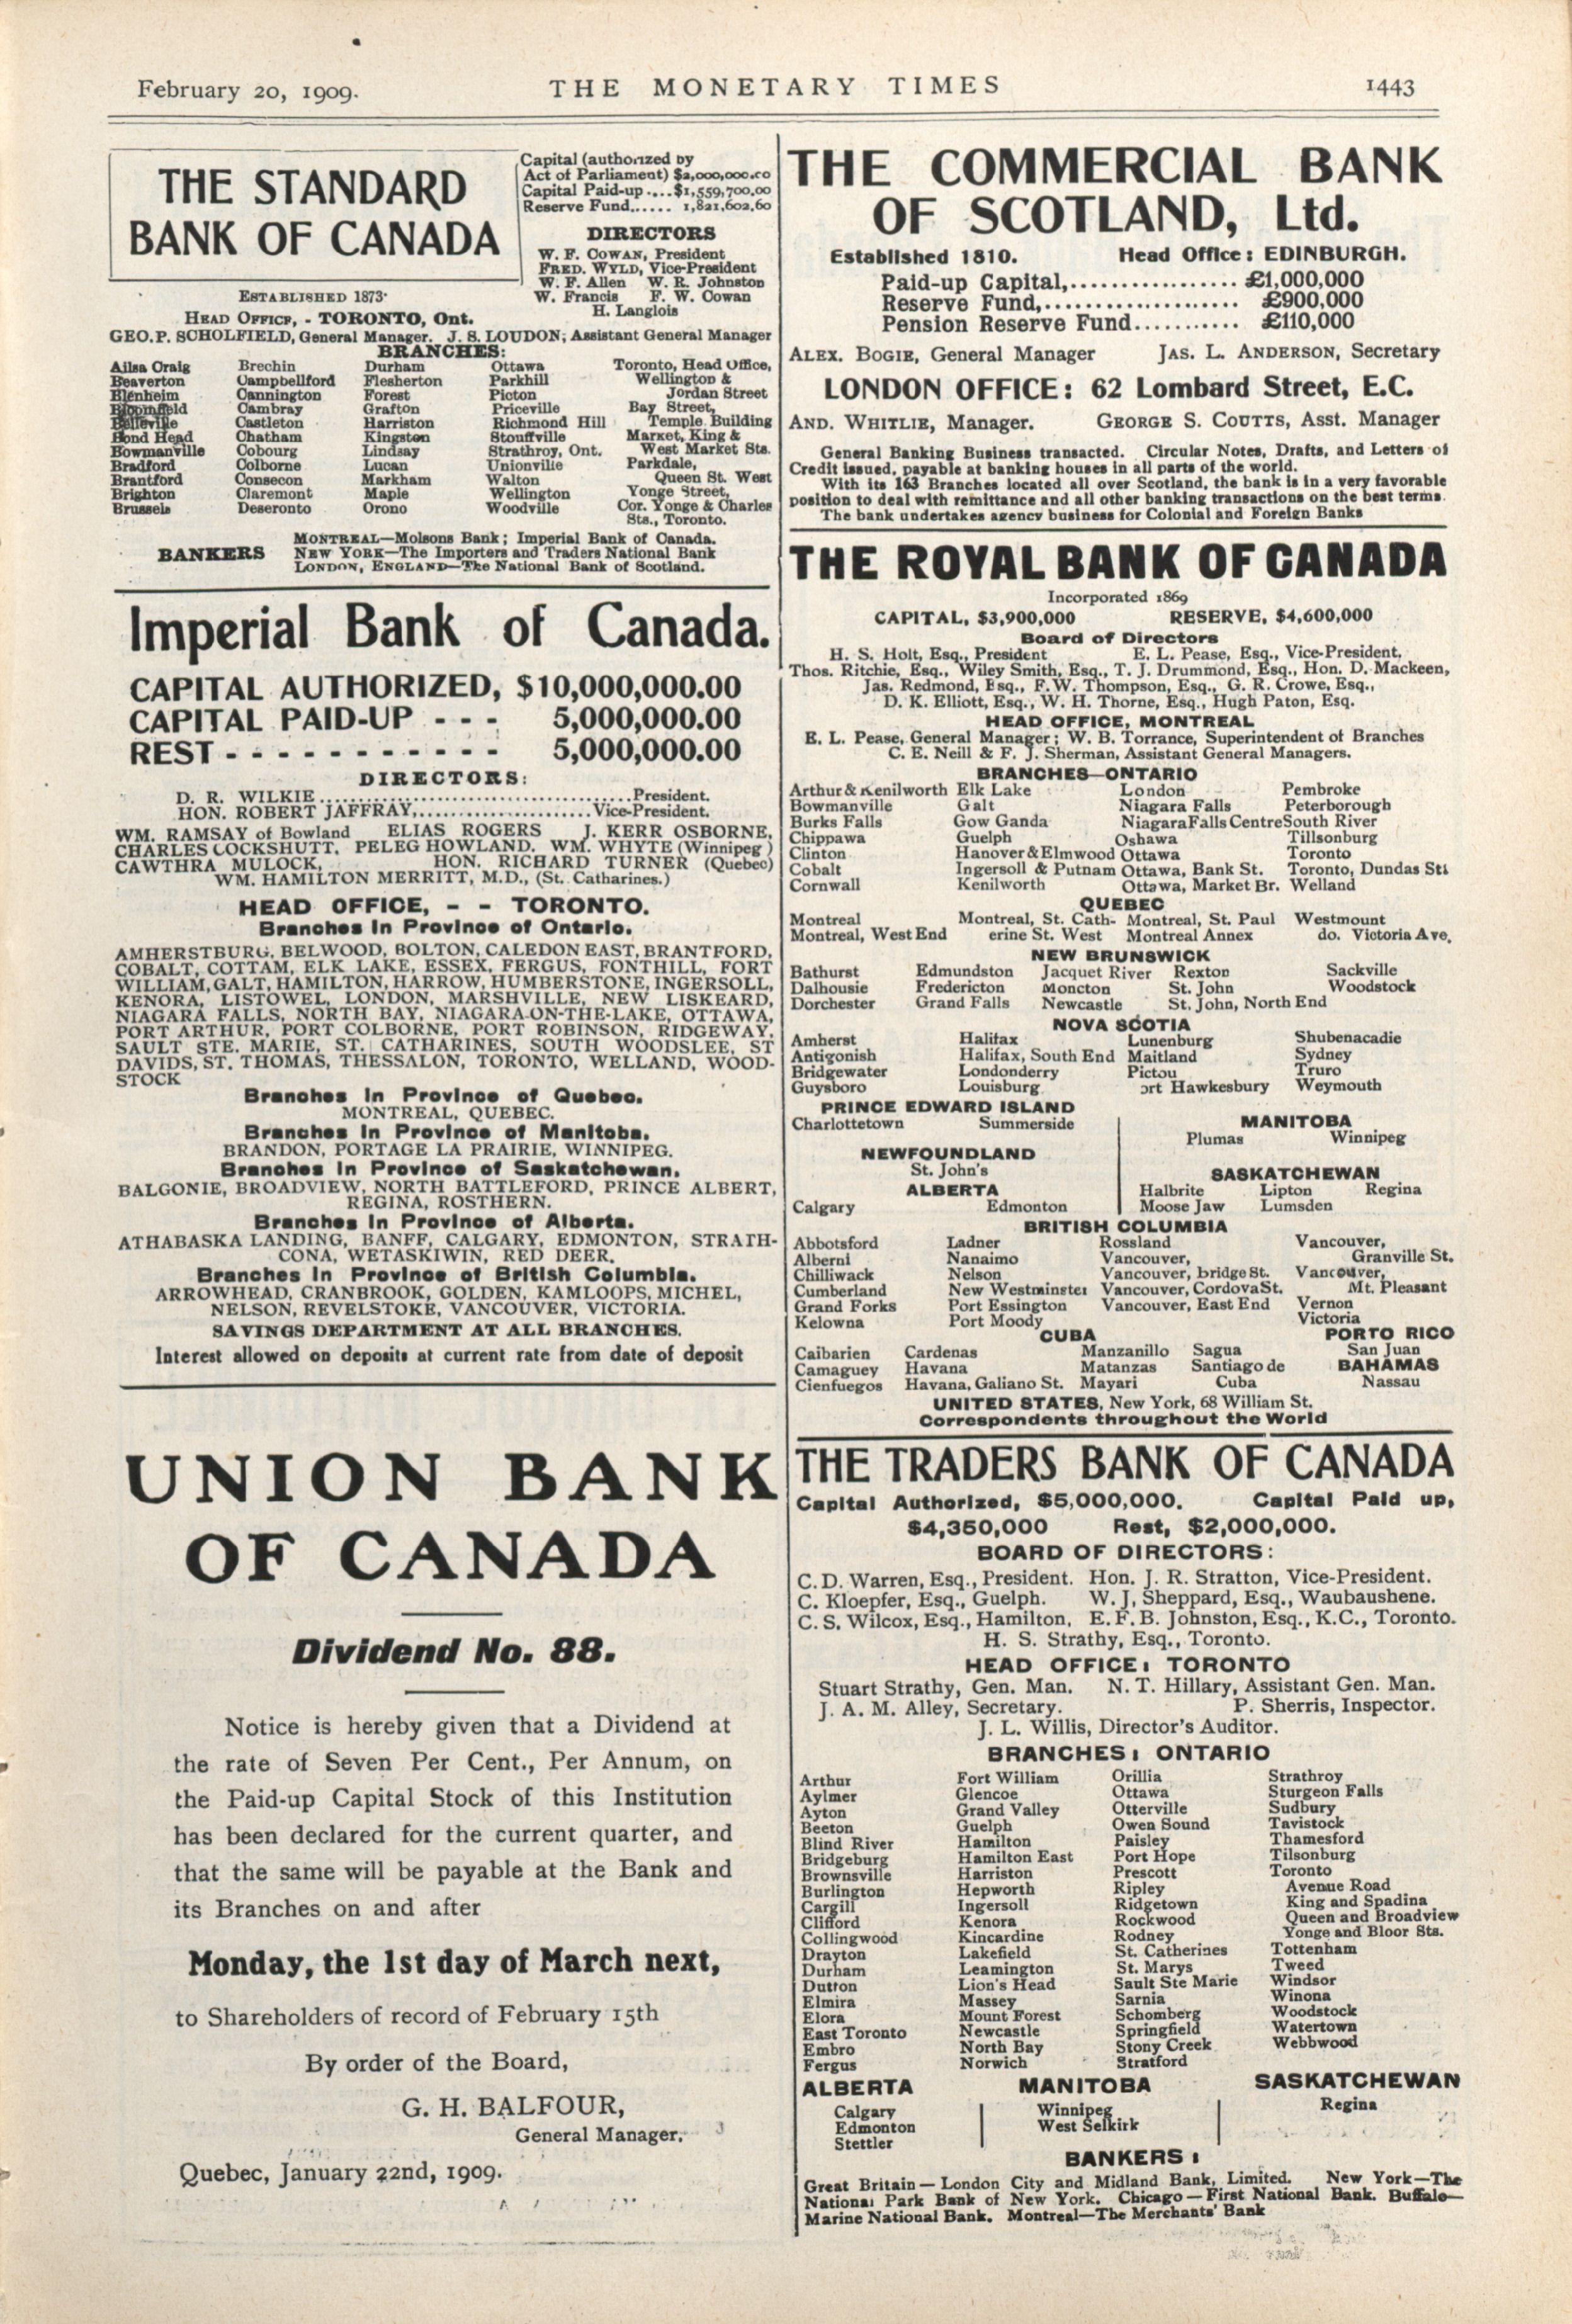 February 20, 1909.
THE MONETARY TIMES
1443
THE STANDARD
BANK OF CANADA
Capital (authorized by
Act of Parliament) $2,000,000.00
Capital Paid-up .... $1,559,700.00
Reserve Fund...... 1,821,602.60
DIRECTORS
W. F. COWAN, President
FRED. WYLD, Vice-President
W. F. Allen W. R. Johnston
W. Francis F. W. Cowan
H. Langlois
ESTABLISHED 1873
HEAD OFFICE, - TORONTO, Ont.
GEO. P. SCHOLFIELD, General Manager. J. S. LOUDON, Assistant General Manager
BRANCHES:
Ailsa Craig Brechin Durham Ottawa Toronto, Head Office,
Beaverton Campbellford Flesherton Parkhill Wellington &
Blenheim Cannington Forest Picton Jordan Street
Bloomfield Cambray Grafton Priceville Bay Street,
Belleville Castleton Harriston Richmond Hill Temple Building
Bond Head Chatham Kingston Stouffville Market, King &
Bowmanville Cobourg Lindsay Strathroy, Ont. West Market Sts.
Bradford Colborne Lucan Unionville Parkdale,
Brantford Consecon Markham Walton Queen St. West
Brighton Claremont Maple Wellington Yonge Street,
Brussels Deseronto Orono Woodville Cor. Yonge & Charles
Sts., Toronto.
MONTREAL—Molsons Bank; Imperial Bank of Canada.
BANKERS NEW YORK—The Importers and Traders National Bank
LONDON, ENGLAND—The National Bank of Scotland.
Imperial Bank of Canada.
CAPITAL AUTHORIZED, $10,000,000.00
CAPITAL PAID-UP - - - 5,000,000.00
REST - - - - - - - - - - - 5,000,000.00
DIRECTORS:
D. R. WILKIE........................................President.
HON. ROBERT JAFFRAY,.......................Vice-President.
WM. RAMSAY of Bowland ELIAS ROGERS J. KERR OSBORNE,
CHARLES COCKSHUTT, PELEG HOWLAND, WM. WHYTE (Winnipeg)
CAWTHRA MULOCK, HON. RICHARD TURNER (Quebec)
WM. HAMILTON MERRITT, M.D., (St. Catharines.)
HEAD OFFICE, - - TORONTO.
Branches in Province of Ontario.
AMHERSTBURG, BELWOOD, BOLTON, CALEDON EAST, BRANTFORD,
COBALT, COTTAM, ELK LAKE, ESSEX, FERGUS, FONTHILL, FORT
WILLIAM, GALT, HAMILTON, HARROW, HUMBERSTONE, INGERSOLL,
KENORA, LISTOWEL, LONDON, MARSHVILLE, NEW LISKEARD,
NIAGARA FALLS, NORTH BAY, NIAGARA-ON-THE-LAKE, OTTAWA,
PORT ARTHUR, PORT COLBORNE, PORT ROBINSON, RIDGEWAY,
SAULT STE. MARIE, ST. CATHARINES, SOUTH WOODSLEE, ST
DAVIDS, ST. THOMAS, THESSALON, TORONTO, WELLAND, WOOD-
STOCK
Branches in Province of Quebec.
MONTREAL, QUEBEC.
Branches in Province of Manitoba.
BRANDON, PORTAGE LA PRAIRIE, WINNIPEG.
Branches in Province of Saskatchewan.
BALGONIE, BROADVIEW, NORTH BATTLEFORD, PRINCE ALBERT,
REGINA, ROSTHERN.
Branches in Province of Alberta.
ATHABASKA LANDING, BANFF, CALGARY, EDMONTON, STRATH-
CONA, WETASKIWIN, RED DEER.
Branches in Province of British Columbia.
ARROWHEAD, CRANBROOK, GOLDEN, KAMLOOPS, MICHEL,
NELSON, REVELSTOKE, VANCOUVER, VICTORIA.
SAVINGS DEPARTMENT AT ALL BRANCHES.
Interest allowed on deposits at current rate from date of deposit
UNION BANK
OF CANADA
Dividend No. 88.
Notice is hereby given that a Dividend at
the rate of Seven Per Cent., Per Annum, on
the Paid-up Capital Stock of this Institution
has been declared for the current quarter, and
that the same will be payable at the Bank and
its Branches on and after
Monday, the 1st day of March next,
to Shareholders of record of February 15th
By order of the Board,
G. H. BALFOUR,
General Manager.
Quebec, January 22nd, 1909.
THE COMMERCIAL BANK
OF SCOTLAND, Ltd.
Established 1810. Head Office: EDINBURGH.
Paid-up Capital,.................. £1,000,000
Reserve Fund,..................... £900,000
Pension Reserve Fund........... £110,000
ALEX. BOGIE, General Manager JAS. L. ANDERSON, Secretary
LONDON OFFICE: 62 Lombard Street, E.C.
AND. WHITLIE, Manager. GEORGE S. COUTTS, Asst. Manager
General Banking Business transacted. Circular Notes, Drafts, and Letters of
Credit issued, payable at banking houses in all parts of the world.
With its 163 Branches located all over Scotland, the bank is in a very favorable
position to deal with remittance and all other banking transactions on the best terms.
The bank undertakes agency business for Colonial and Foreign Banks
THE ROYAL BANK OF CANADA
Incorporated 1869
CAPITAL, $3,900,000 RESERVE, $4,600,000
Board of Directors
H. S. Holt, Esq., President E. L. Pease, Esq., Vice-President,
Thos. Ritchie, Esq., Wiley Smith, Esq., T. J. Drummond, Esq., Hon. D. Mackeen,
Jas. Redmond, Esq., F. W. Thompson, Esq., G. R. Crowe, Esq.,
D. K. Elliott, Esq., W. H. Thorne, Esq., Hugh Paton, Esq.
HEAD OFFICE, MONTREAL
E. L. Pease, General Manager; W. B. Torrance, Superintendent of Branches
C. E. Neill & F. J. Sherman, Assistant General Managers.
BRANCHES—ONTARIO
Arthur & Kenilworth Elk Lake London Pembroke
Bowmanville Galt Niagara Falls Peterborough
Burks Falls Gow Ganda Niagara Falls Centre South River
Chippawa Guelph Oshawa Tillsonburg
Clinton Hanover & Elmwood Ottawa Toronto
Cobalt Ingersoll & Putnam Ottawa, Bank St. Toronto, Dundas St.
Cornwall Kenilworth Ottawa, Market Br. Welland
QUEBEC
Montreal Montreal, St. Cath- Montreal, St. Paul Westmount
Montreal, West End erine St. West Montreal Annex do. Victoria Ave.
NEW BRUNSWICK
Bathurst Edmundston Jacquet River Rexton Sackville
Dalhousie Fredericton Moncton St. John Woodstock
Dorchester Grand Falls Newcastle St. John, North End
NOVA SCOTIA
Amherst Halifax Lunenburg Shubenacadie
Antigonish Halifax, South End Maitland Sydney
Bridgewater Londonderry Pictou Truro
Guysboro Louisburg ort Hawkesbury Weymouth
PRINCE EDWARD ISLAND
Charlottetown Summerside
MANITOBA
Plumas Winnipeg
NEWFOUNDLAND
St. John's
SASKATCHEWAN
Halbrite Lipton Regina
Moose Jaw Lumsden
ALBERTA
Calgary Edmonton
BRITISH COLUMBIA
Abbotsford Ladner Rossland Vancouver,
Alberni Nanaimo Vancouver, Granville St.
Chilliwack Nelson Vancouver, bridge St. Vancouver,
Cumberland New Westminster Vancouver, Cordova St. Mt. Pleasant
Grand Forks Port Essington Vancouver, East End Vernon
Kelowna Port Moody Victoria
CUBA PORTO RICO
Caibarien Cardenas Manzanillo Sagua San Juan
Camaguey Havana Matanzas Santiago de BAHAMAS
Cienfuegos Havana, Galiano St. Mayari Cuba Nassau
UNITED STATES, New York, 68 William St.
Correspondents throughout the World
THE TRADERS BANK OF CANADA
Capital Authorized, $5,000,000. Capital Paid up,
$4,350,000 Rest, $2,000,000.
BOARD OF DIRECTORS:
C. D. Warren, Esq., President. Hon. J. R. Stratton, Vice-President.
C. Kloepfer, Esq., Guelph. W. J. Sheppard, Esq., Waubaushene.
C. S. Wilcox, Esq., Hamilton, E. F. B. Johnston, Esq., K.C., Toronto.
H. S. Strathy, Esq., Toronto.
HEAD OFFICE: TORONTO
Stuart Strathy, Gen. Man. N. T. Hillary, Assistant Gen. Man.
J. A. M. Alley, Secretary. P. Sherris, Inspector.
J. L. Willis, Director's Auditor.
BRANCHES: ONTARIO
Arthur Fort William Orillia Strathroy
Aylmer Glencoe Ottawa Sturgeon Falls
Ayton Grand Valley Otterville Sudbury
Beeton Guelph Owen Sound Tavistock
Blind River Hamilton Paisley Thamesford
Bridgeburg Hamilton East Port Hope Tilsonburg
Brownsville Harriston Prescott Toronto
Burlington Hepworth Ripley Avenue Road
Cargill Ingersoll Ridgetown King and Spadina
Clifford Kenora Rockwood Queen and Broadview
Collingwood Kincardine Rodney Yonge and Bloor Sts.
Drayton Lakefield St. Catherines Tottenham
Durham Leamington St. Marys Tweed
Dutton Lion's Head Sault Ste Marie Windsor
Elmira Massey Sarnia Winona
Elora Mount Forest Schomberg Woodstock
East Toronto Newcastle Springfield Watertown
Embro North Bay Stony Creek Webbwood
Fergus Norwich Stratford
ALBERTA MANITOBA SASKATCHEWAN
Calgary Winnipeg Regina
Edmonton West Selkirk
Stettler
BANKERS:
Great Britain—London City and Midland Bank, Limited. New York—The
National Park Bank of New York. Chicago—First National Bank. Buffalo—
Marine National Bank. Montreal—The Merchants' Bank